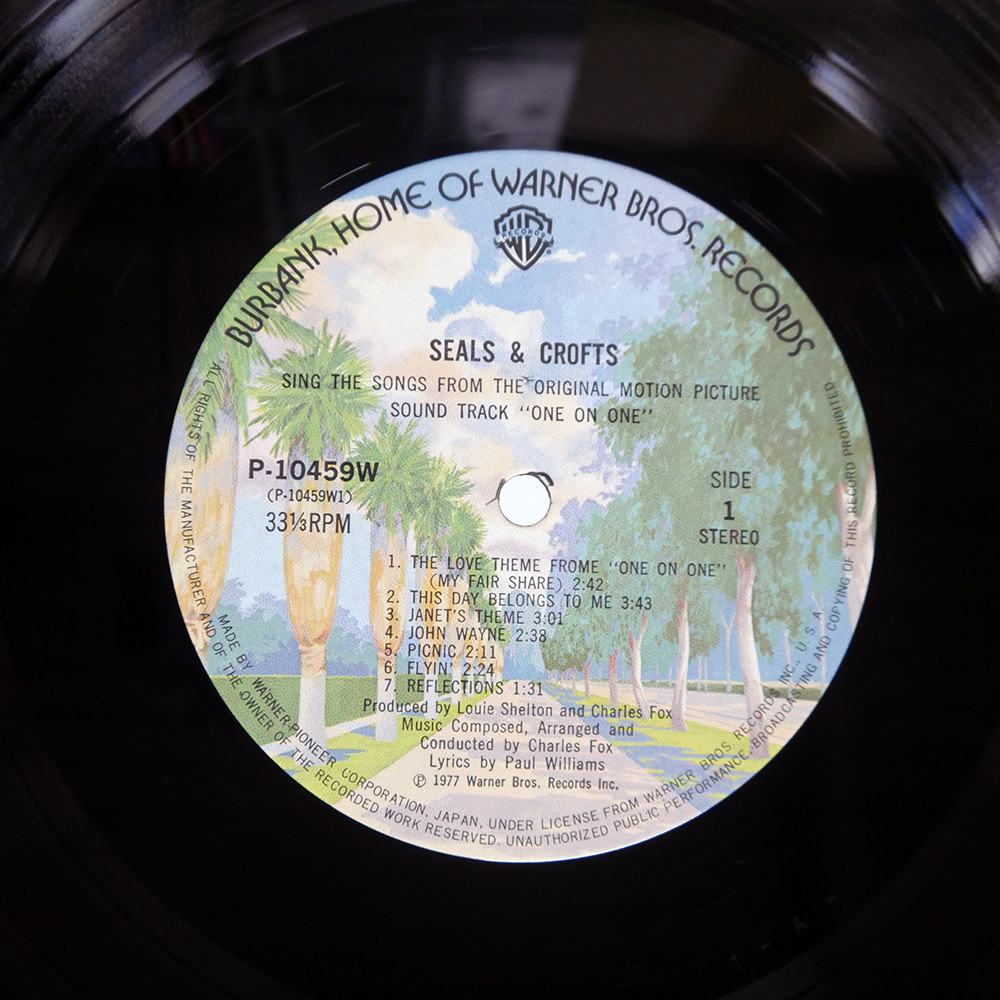 BURBANK, HOME OF WARNER BROS. RECORDS
WB
RECORDS
®
SEALS & CROFTS
SING THE SONGS FROM THE ORIGINAL MOTION PICTURE
SOUND TRACK "ONE ON ONE"
P-10459W
(P-10459W1)
33⅓RPM
SIDE
1
STEREO
1. THE LOVE THEME FROME "ONE ON ONE"
(MY FAIR SHARE) 2:42
2. THIS DAY BELONGS TO ME 3:43
3. JANET'S THEME 3:01
4. JOHN WAYNE 2:38
5. PICNIC 2:11
6. FLYIN' 2:24
7. REFLECTIONS 1:31
Produced by Louie Shelton and Charles Fox
Music Composed, Arranged and
Conducted by Charles Fox
Lyrics by Paul Williams
℗ 1977 Warner Bros. Records Inc.
MADE BY WARNER-PIONEER CORPORATION, JAPAN, UNDER LICENSE FROM WARNER BROS RECORDS INC., U. S. A.
ALL RIGHTS OF THE MANUFACTURER AND OF THE OWNER OF THE RECORDED WORK RESERVED. UNAUTHORIZED PUBLIC PERFORMANCE BROADCASTING AND COPYING OF THIS RECORD PROHIBITED